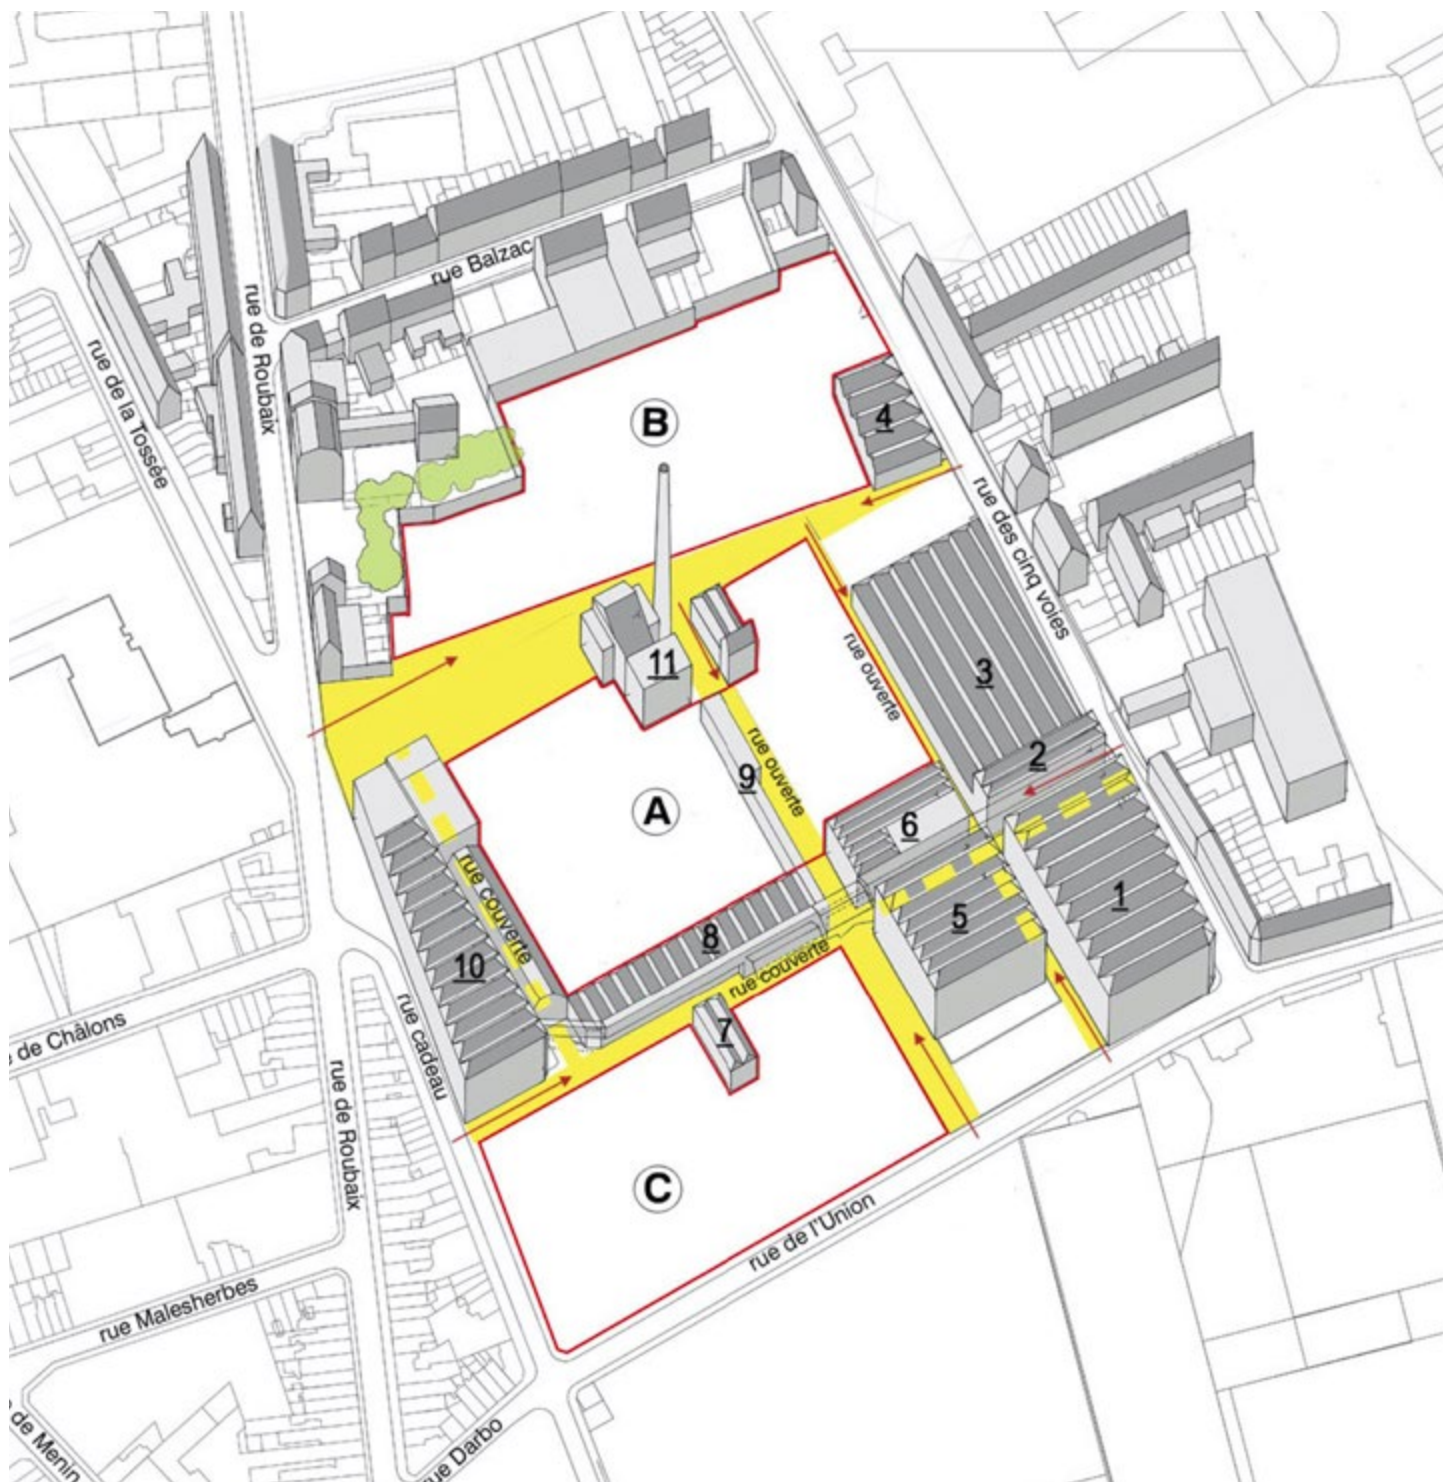 rue Balzac
rue de Roubaix
rue de la Tossée
B
4
rue des cinq voies
11
rue ouverte
3
2
rue ouverte
9
A
6
rue couverte
1
5
8
10
rue couverte
7
rue cadeau
de Châlons
rue de Roubaix
C
rue de l'Union
rue Malesherbes
de Menin
rue Darbo